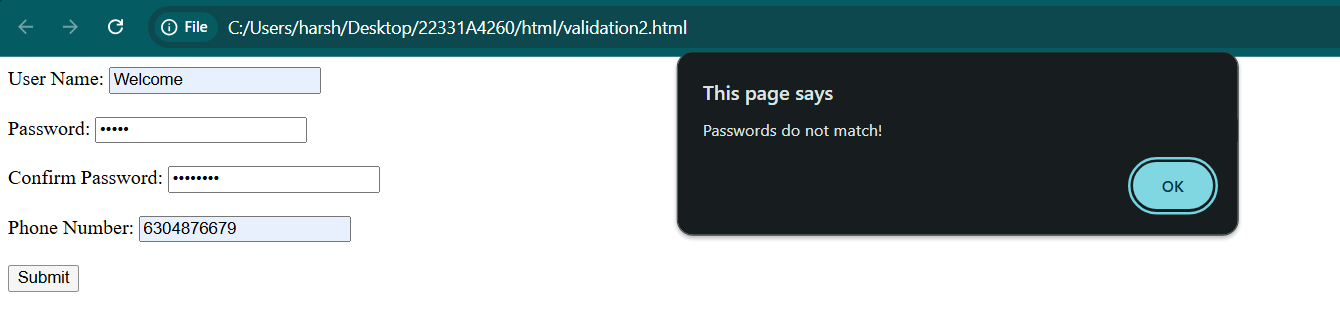 File C:/Users/harsh/Desktop/22331A4260/html/validation2.html
User Name: Welcome
This page says
Passwords do not match!
OK
Password: •••••
Confirm Password: ••••••••
Phone Number: 6304876679
Submit